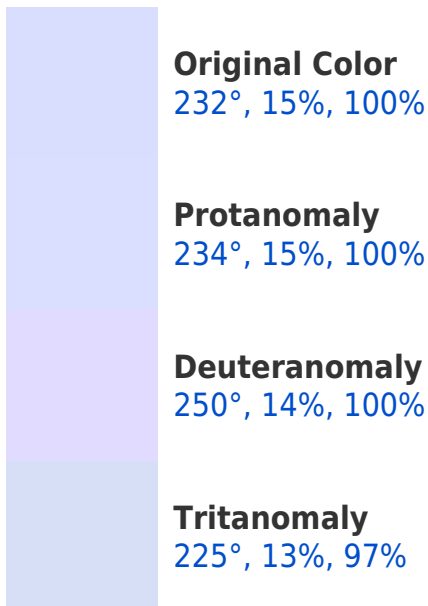 Original Color
232°, 15%, 100%
Protanomaly
234°, 15%, 100%
Deuteranomaly
250°, 14%, 100%
Tritanomaly
225°, 13%, 97%